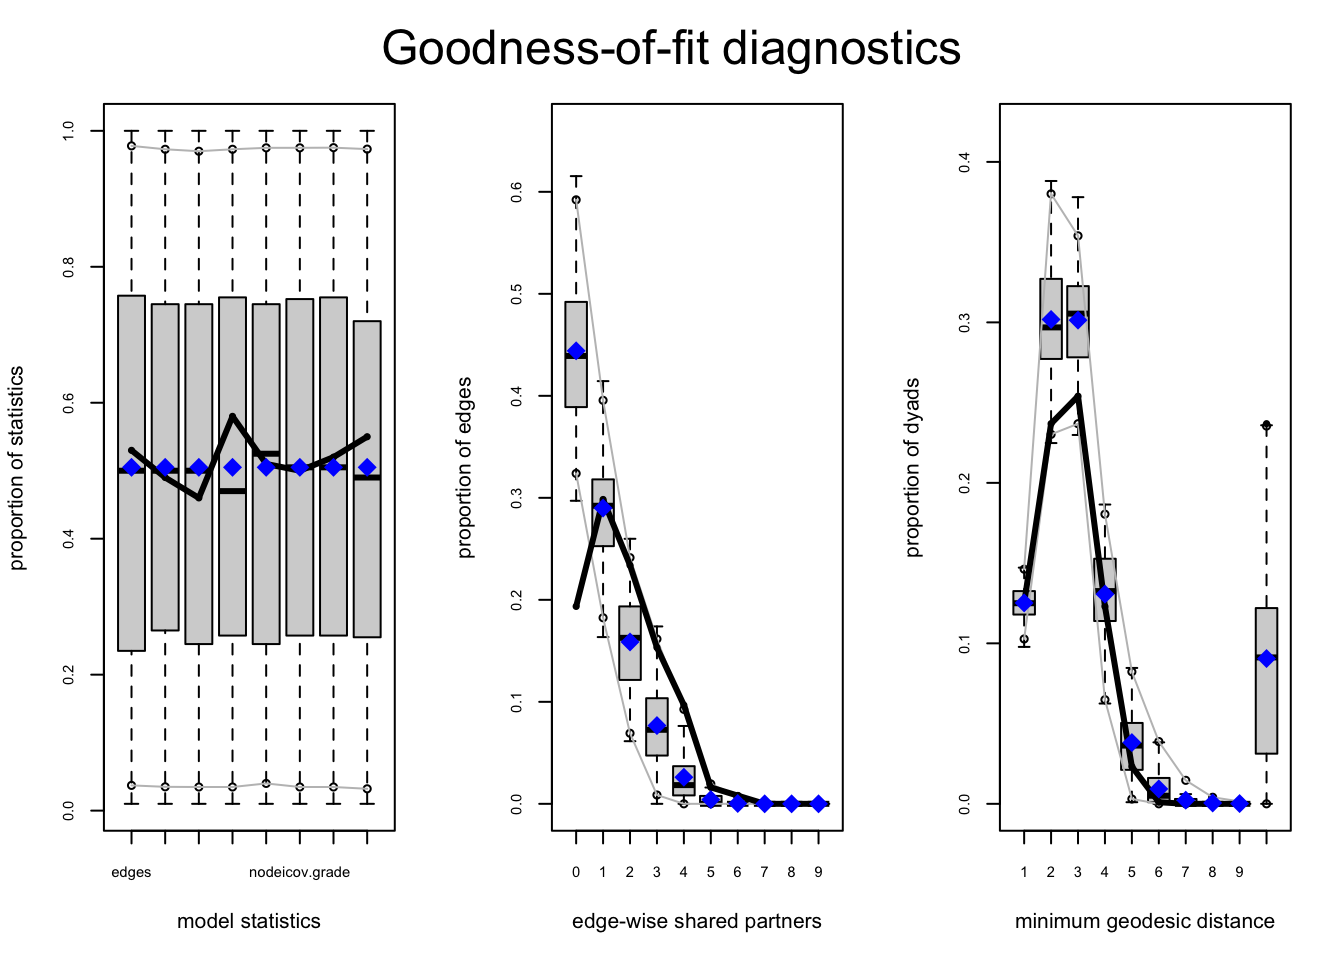 Goodness-of-fit diagnostics
proportion of statistics
0.0 0.2 0.4 0.6 0.8 1.0
edges nodeicov.grade
model statistics
proportion of edges
0.0 0.1 0.2 0.3 0.4 0.5 0.6
0 1 2 3 4 5 6 7 8 9
edge-wise shared partners
proportion of dyads
0.0 0.1 0.2 0.3 0.4
1 2 3 4 5 6 7 8 9
minimum geodesic distance